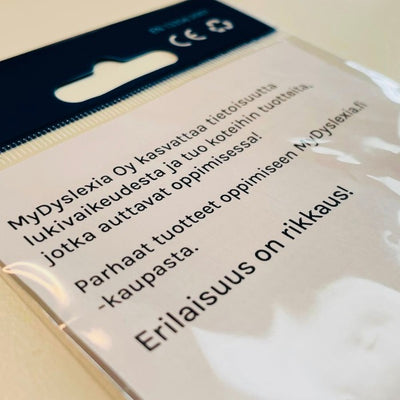 MyDyslexia Oy kasvattaa tietoisuutta
lukivaikeudesta ja tuo koteihin tuotteita,
jotka auttavat oppimisessa!
Parhaat tuotteet oppimiseen MyDyslexia.fi
-kaupasta.
Erilaisuus on rikkaus!